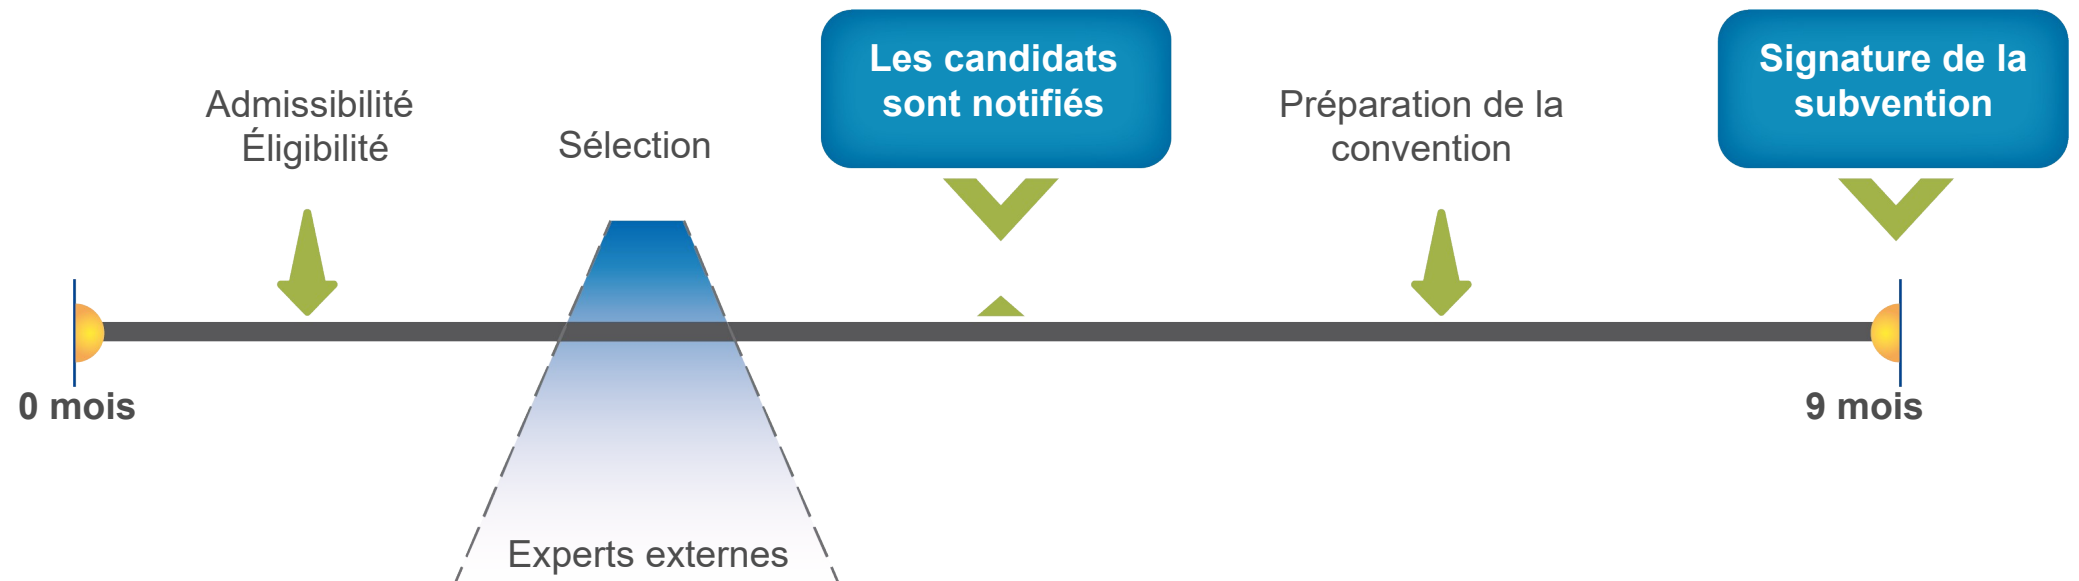 Admissibilité
Éligibilité
Sélection
Les candidats
sont notifiés
Préparation de la
convention
Signature de la
subvention
0 mois
9 mois
Experts externes